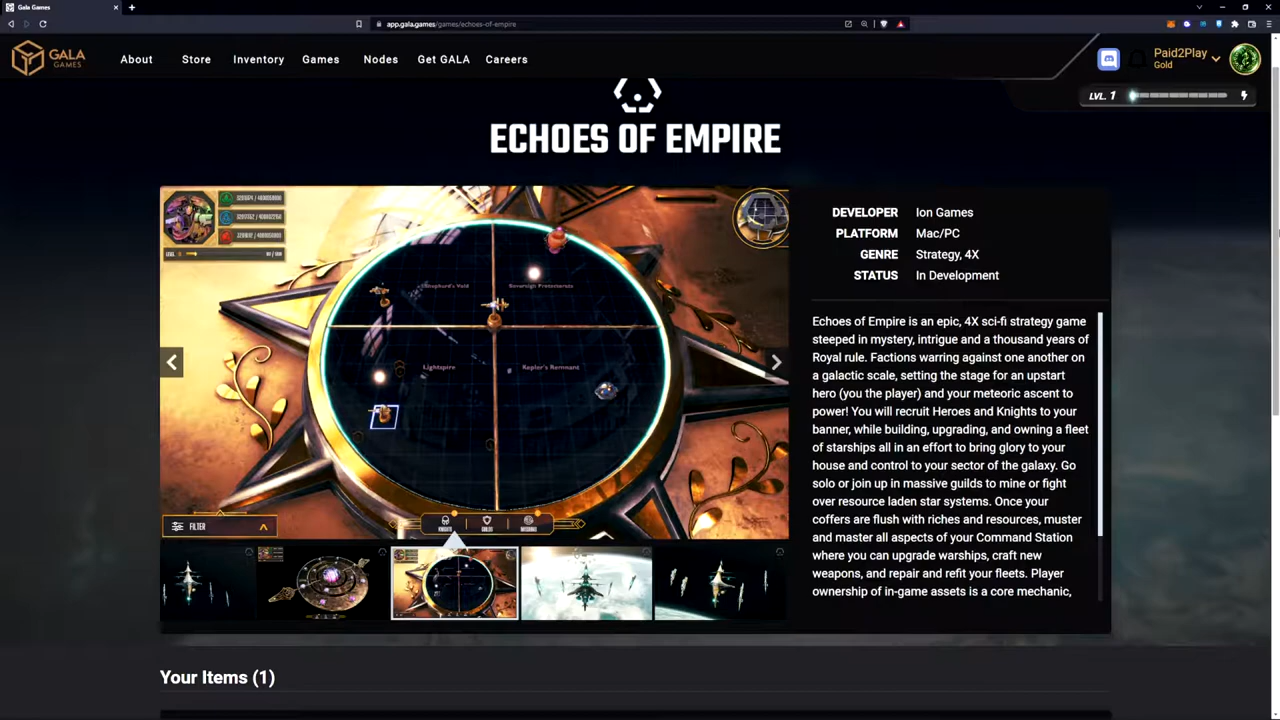 Gala Games
app.gala.games/games/echoes-of-empire
GALA
GAMES
About
Store
Inventory
Games
Nodes
Get GALA
Careers
Paid2Play
Gold
LVL. 1
ECHOES OF EMPIRE
DEVELOPER Ion Games
PLATFORM Mac/PC
GENRE Strategy, 4X
STATUS In Development
Echoes of Empire is an epic, 4X sci-fi strategy game
steeped in mystery, intrigue and a thousand years of
Royal rule. Factions warring against one another on
a galactic scale, setting the stage for an upstart
hero (you the player) and your meteoric ascent to
power! You will recruit Heroes and Knights to your
banner, while building, upgrading, and owning a fleet
of starships all in an effort to bring glory to your
house and control to your sector of the galaxy. Go
solo or join up in massive guilds to mine or fight
over resource laden star systems. Once your
coffers are flush with riches and resources, muster
and master all aspects of your Command Station
where you can upgrade warships, craft new
weapons, and repair and refit your fleets. Player
ownership of in-game assets is a core mechanic,
LEVEL
Shepherd's Void
Sovereign Protectorate
Lightspire
Kepler's Remnant
FILTER
KNIGHTS
GUILDS
MESSAGES
Your Items (1)